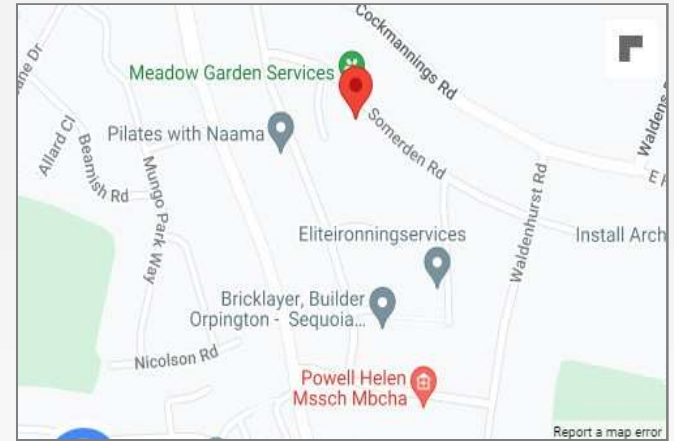 Cockmannings Rd
Meadow Garden Services
Pilates with Naama
Somerden Rd
Allard Cl
Beamish Rd
Mungo Park Way
Waldenhurst Rd
Eliteironningservices
Install Arch
Bricklayer, Builder
Orpington - Sequoia...
Nicolson Rd
Powell Helen
Mssch Mbcha
Report a map error